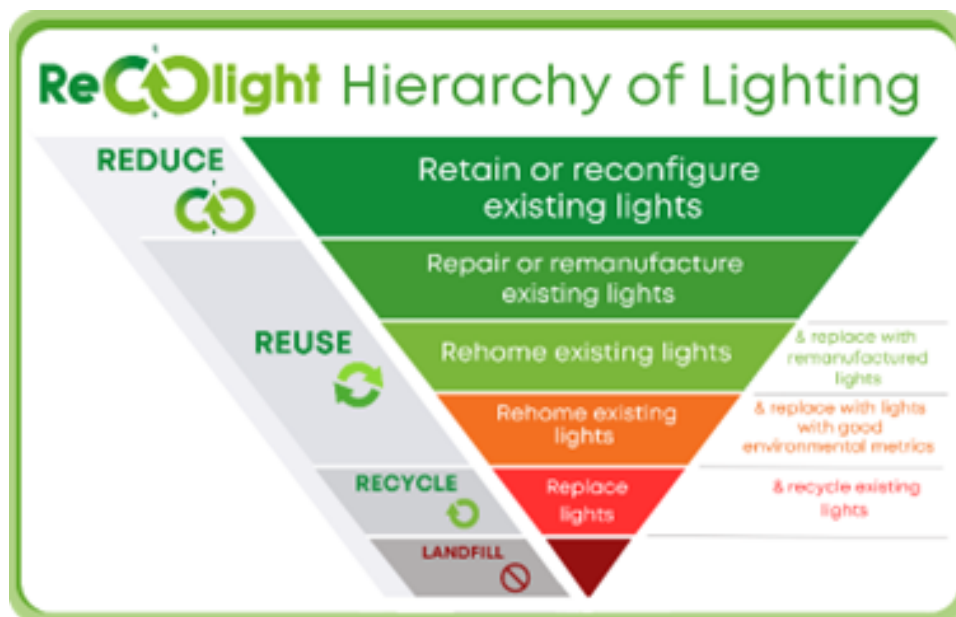 Recolight Hierarchy of Lighting
REDUCE
Retain or reconfigure
existing lights
Repair or remanufacture
existing lights
REUSE
Rehome existing lights
& replace with
remanufactured
lights
Rehome existing
lights
& replace with lights
with good
environmental metrics
RECYCLE
Replace
lights
& recycle existing
lights
LANDFILL